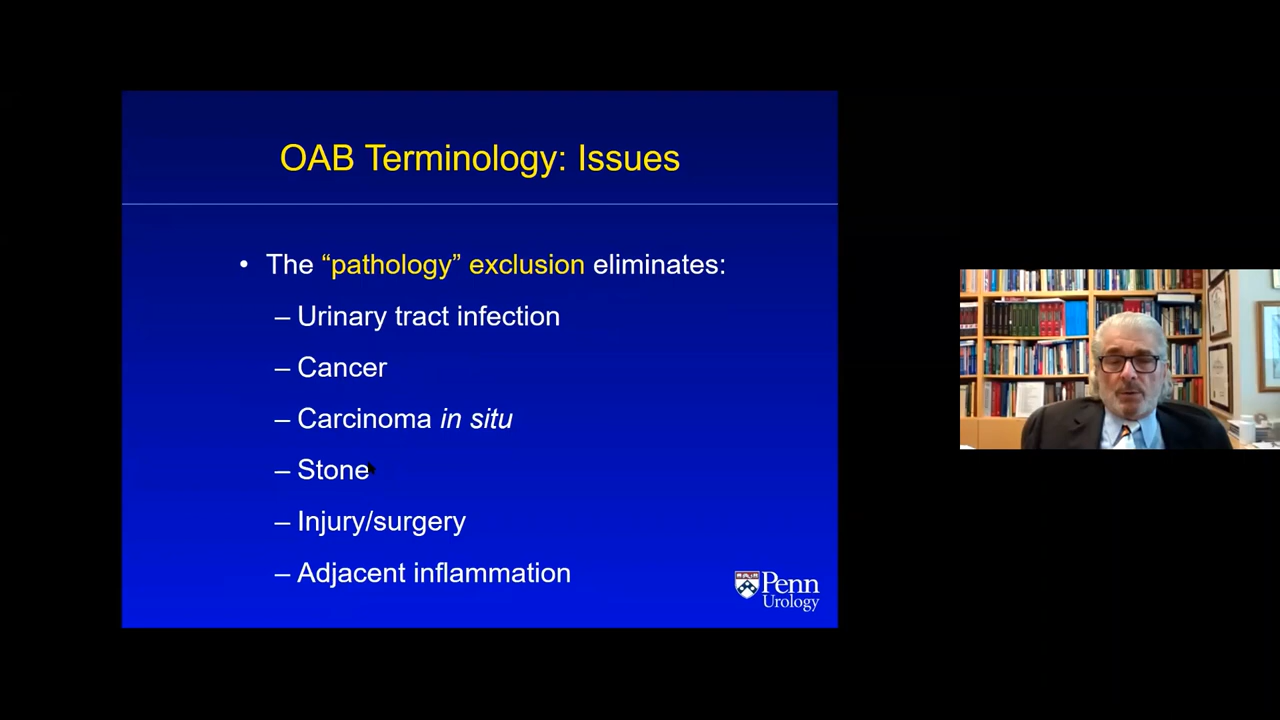 OAB Terminology: Issues
• The “pathology” exclusion eliminates:
– Urinary tract infection
– Cancer
– Carcinoma in situ
– Stone
– Injury/surgery
– Adjacent inflammation
Penn
Urology